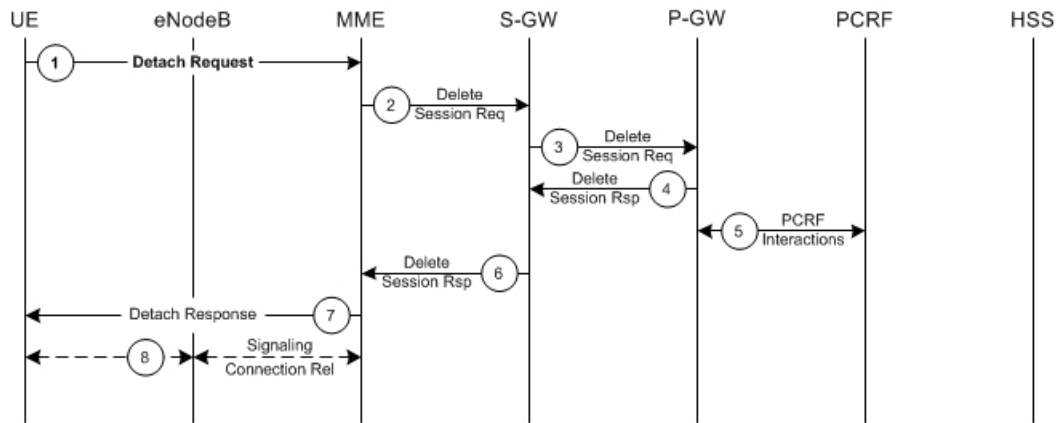 UE eNodeB MME S-GW P-GW PCRF HSS
1 Detach Request
2 Delete
Session Req
3 Delete
Session Req
Delete 4
Session Rsp
5 PCRF
Interactions
Delete 6
Session Rsp
Detach Response 7
8 Signaling
Connection Rel